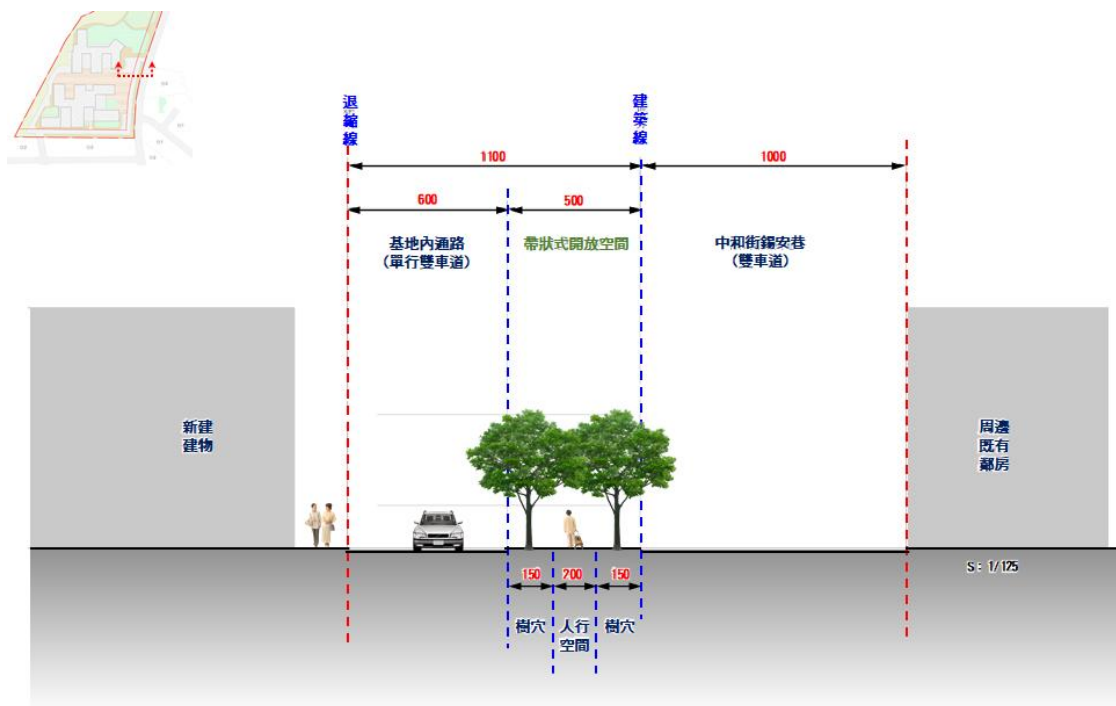 退縮線
建築線
1100
1000
600
500
基地內通路
（單行雙車道）
帶狀式開放空間
中和街錫安巷
（雙車道）
新建
建物
周邊
既有
鄰房
S：1/125
150
200
150
樹穴
人行
空間
樹穴